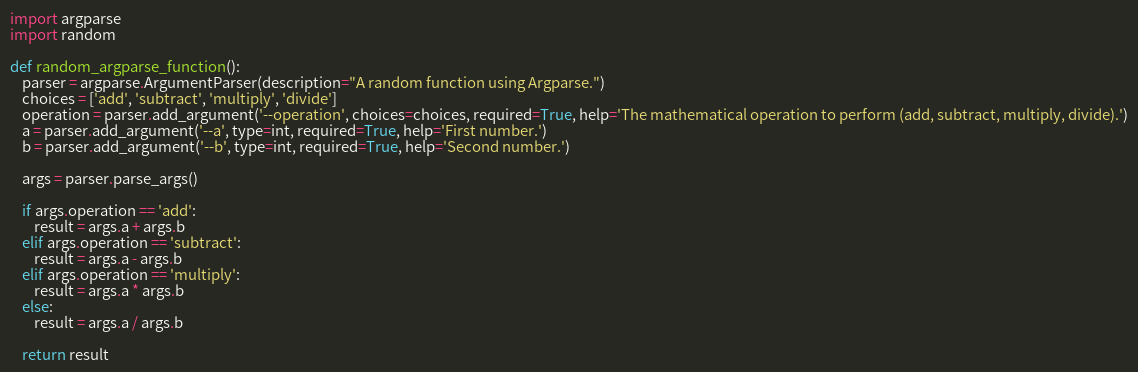 import argparse
import random

def random_argparse_function():
    parser = argparse.ArgumentParser(description="A random function using Argparse.")
    choices = ['add', 'subtract', 'multiply', 'divide']
    operation = parser.add_argument('--operation', choices=choices, required=True, help='The mathematical operation to perform (add, subtract, multiply, divide).')
    a = parser.add_argument('--a', type=int, required=True, help='First number.')
    b = parser.add_argument('--b', type=int, required=True, help='Second number.')

    args = parser.parse_args()

    if args.operation == 'add':
        result = args.a + args.b
    elif args.operation == 'subtract':
        result = args.a - args.b
    elif args.operation == 'multiply':
        result = args.a * args.b
    else:
        result = args.a / args.b

    return result